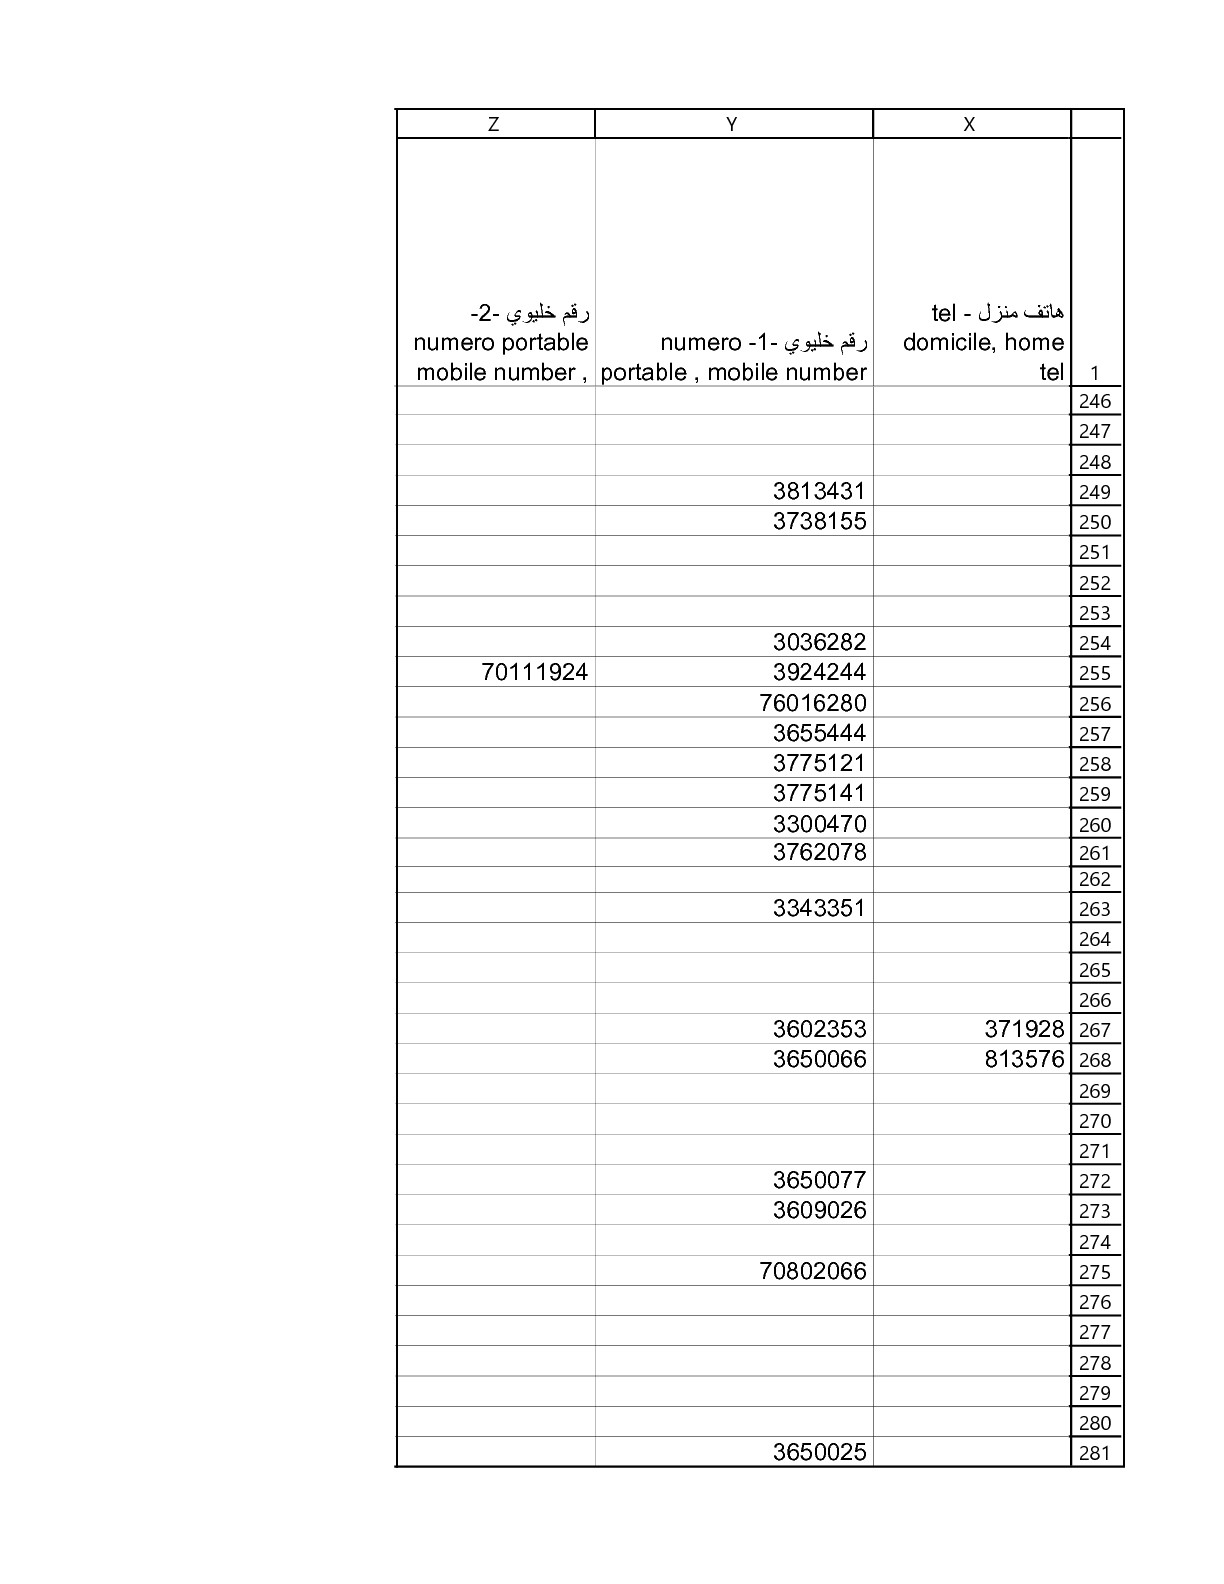 Z Y X
رقم خليوي -2-
numero portable
mobile number ,
numero -1- رقم خليوي
portable , mobile number
tel - هاتف منزل
domicile, home
tel
1
246
247
248
3813431 249
3738155 250
251
252
253
3036282 254
70111924 3924244 255
76016280 256
3655444 257
3775121 258
3775141 259
3300470 260
3762078 261
262
3343351 263
264
265
266
3602353 371928 267
3650066 813576 268
269
270
271
3650077 272
3609026 273
274
70802066 275
276
277
278
279
280
3650025 281